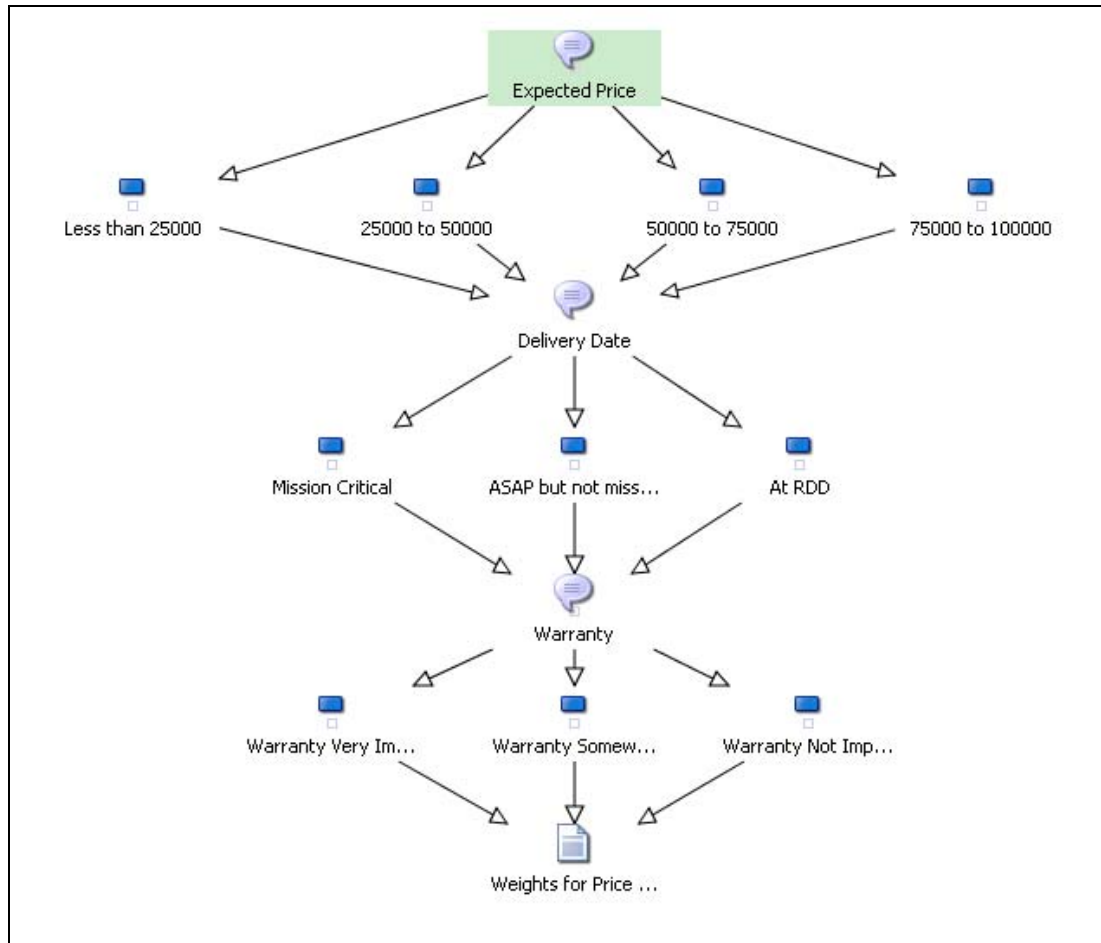 Expected Price
Less than 25000
25000 to 50000
50000 to 75000
75000 to 100000
Delivery Date
Mission Critical
ASAP but not miss...
At RDD
Warranty
Warranty Very Im...
Warranty Somew...
Warranty Not Imp...
Weights for Price ...